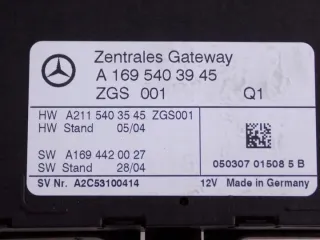 Zentrales Gateway
A 169 540 39 45
ZGS 001 Q1
HW A211 540 35 45 ZGS001
HW Stand 05/04
SW A169 442 00 27
SW Stand 28/04
050307 01508 5 B
SV Nr. A2C53100414 12V Made in Germany